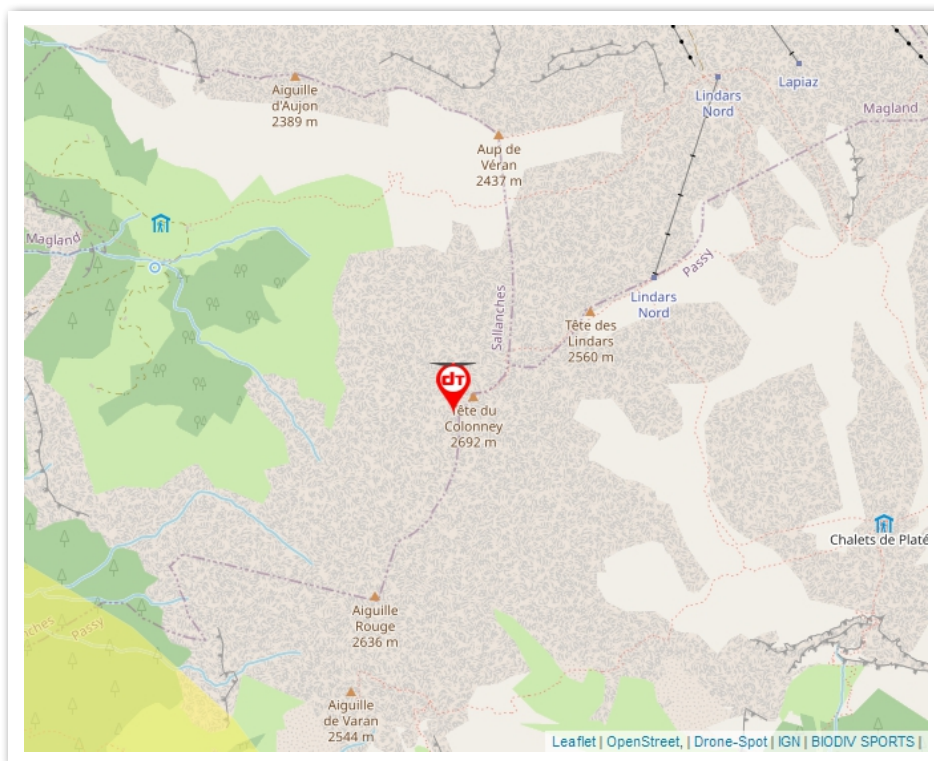 Aiguille
d'Aujon
2389 m
Lindars
Nord
Lapiaz
Magland
Aup de
Véran
2437 m
Magland
Sallanches
Passy
Lindars
Nord
Tête des
Lindars
2560 m
dT
Tête du
Colonney
2692 m
Chalets de Platé
Aiguille
Rouge
2636 m
nches
Passy
Aiguille
de Varan
2544 m
Leaflet | OpenStreet, | Drone-Spot | IGN | BIODIV SPORTS |